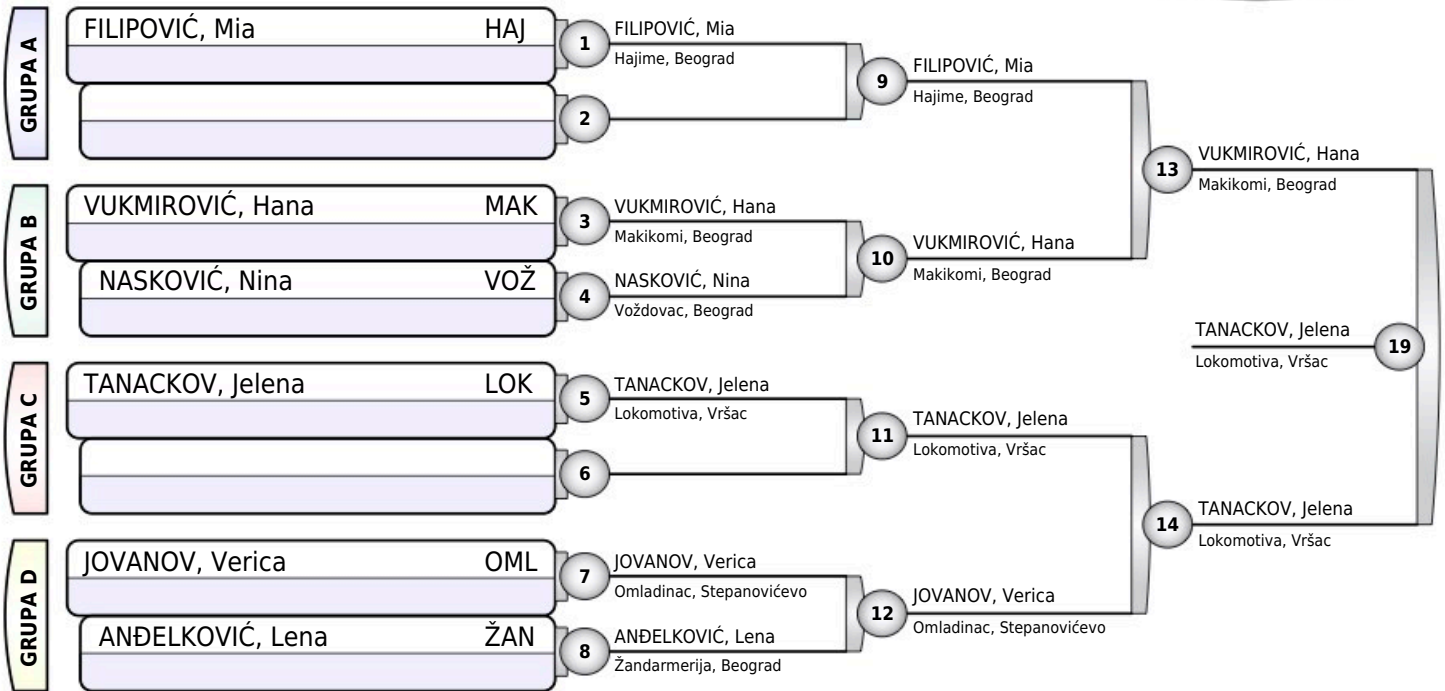 GRUPA A
FILIPOVIĆ, Mia HAJ
1
FILIPOVIĆ, Mia
Hajime, Beograd
2
9
FILIPOVIĆ, Mia
Hajime, Beograd
GRUPA B
VUKMIROVIĆ, Hana MAK
NASKOVIĆ, Nina VOŽ
3
VUKMIROVIĆ, Hana
Makikomi, Beograd
4
NASKOVIĆ, Nina
Voždovac, Beograd
10
VUKMIROVIĆ, Hana
Makikomi, Beograd
13
VUKMIROVIĆ, Hana
Makikomi, Beograd
GRUPA C
TANACKOV, Jelena LOK
5
TANACKOV, Jelena
Lokomotiva, Vršac
6
11
TANACKOV, Jelena
Lokomotiva, Vršac
GRUPA D
JOVANOV, Verica OML
ANĐELKOVIĆ, Lena ŽAN
7
JOVANOV, Verica
Omladinac, Stepanovićevo
8
ANĐELKOVIĆ, Lena
Žandarmerija, Beograd
12
JOVANOV, Verica
Omladinac, Stepanovićevo
14
TANACKOV, Jelena
Lokomotiva, Vršac
TANACKOV, Jelena
Lokomotiva, Vršac
19